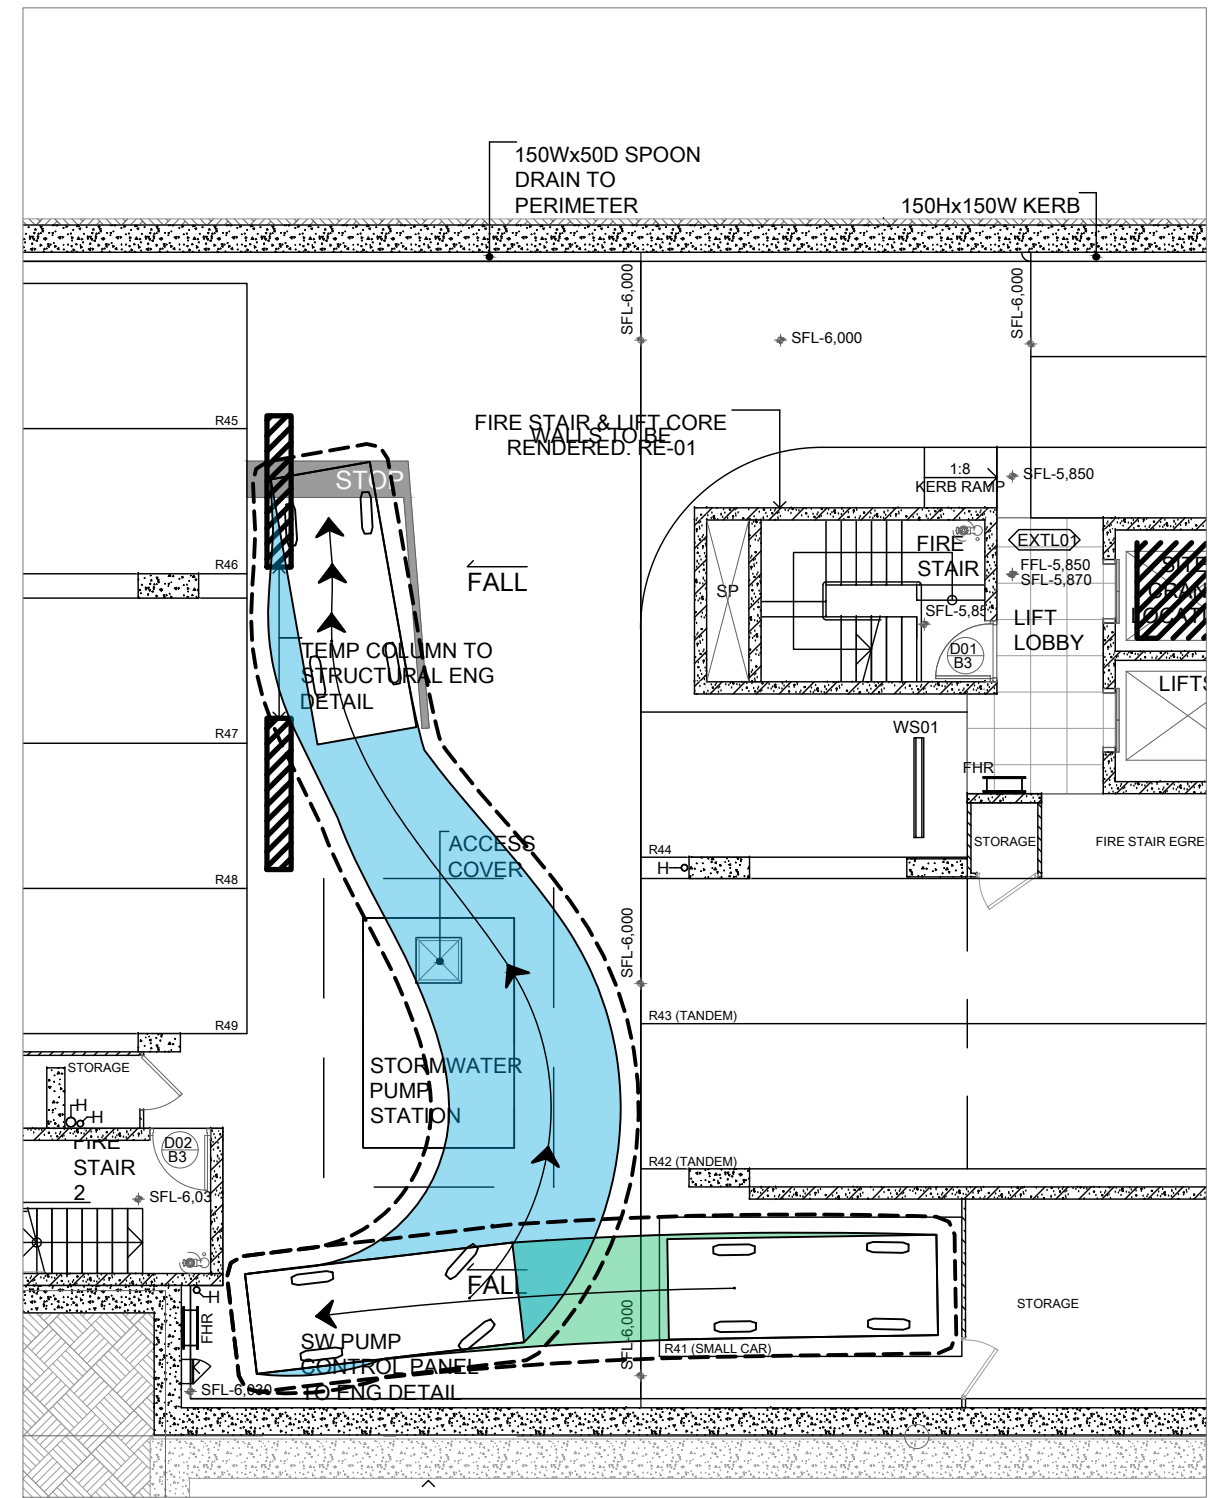 150Wx50D SPOON
DRAIN TO
PERIMETER
150Hx150W KERB
SFL-6,000
SFL-6,000
SFL-6,000
FIRE STAIR & LIFT CORE
WALLS TO BE
RENDERED. RE-01
R45
STOP
1:8
KERB RAMP
SFL-5,850
EXTL01
FIRE
STAIR
FFL-5,850
SFL-5,870
R46
FALL
SP
SFL-5,85
LIFT
LOBBY
D01
B3
TEMP COLUMN TO
STRUCTURAL ENG
DETAIL
R47
WS01
FHR
ACCESS
COVER
R44
H
STORAGE
FIRE STAIR EGRE
R48
SFL-6,000
R49
R43 (TANDEM)
STORAGE
STORMWATER
PUMP
STATION
H
H
D02
B3
FIRE
STAIR
2
SFL-6,03
R42 (TANDEM)
FALL
H
FHR
SW PUMP
CONTROL PANEL
TO ENG DETAIL
SFL-6,000
R41 (SMALL CAR)
STORAGE
SFL-6,030